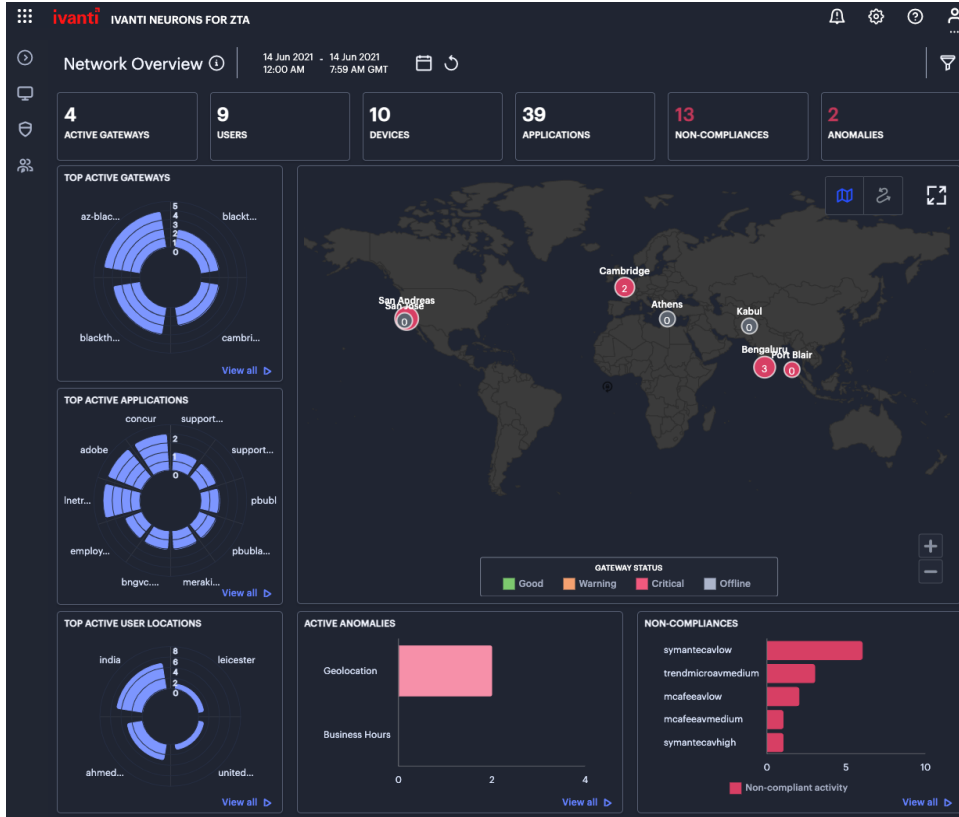 ivanti IVANTI NEURONS FOR ZTA
Network Overview
14 Jun 2021 - 14 Jun 2021
12:00 AM 7:59 AM GMT
4
ACTIVE GATEWAYS
9
USERS
10
DEVICES
39
APPLICATIONS
13
NON-COMPLIANCES
2
ANOMALIES
TOP ACTIVE GATEWAYS
az-blac...
blackt...
5
4
3
2
1
0
blackth...
cambri...
View all
TOP ACTIVE APPLICATIONS
concur
support...
adobe
support...
2
1
0
lnetr...
pbubl
employ...
pbubla...
bngvc....
meraki...
View all
TOP ACTIVE USER LOCATIONS
india
leicester
8
6
4
2
0
ahmed...
united...
View all
Cambridge
2
San Andreas
San Jose
0
Athens
0
Kabul
0
Bengaluru
3
Port Blair
0
GATEWAY STATUS
Good Warning Critical Offline
ACTIVE ANOMALIES
Geolocation
Business Hours
0 2 4
View all
NON-COMPLIANCES
symantecavlow
trendmicroavmedium
mcafeeavlow
mcafeeavmedium
symantecavhigh
0 5 10
Non-compliant activity
View all